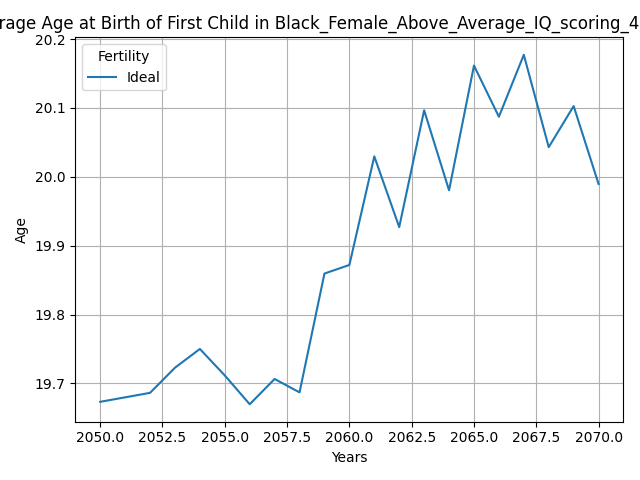 rage Age at Birth of First Child in Black_Female_Above_Average_IQ_scoring_4
Fertility
Ideal
20.2
20.1
20.0
19.9
19.8
19.7
Age
2050.0 2052.5 2055.0 2057.5 2060.0 2062.5 2065.0 2067.5 2070.0
Years